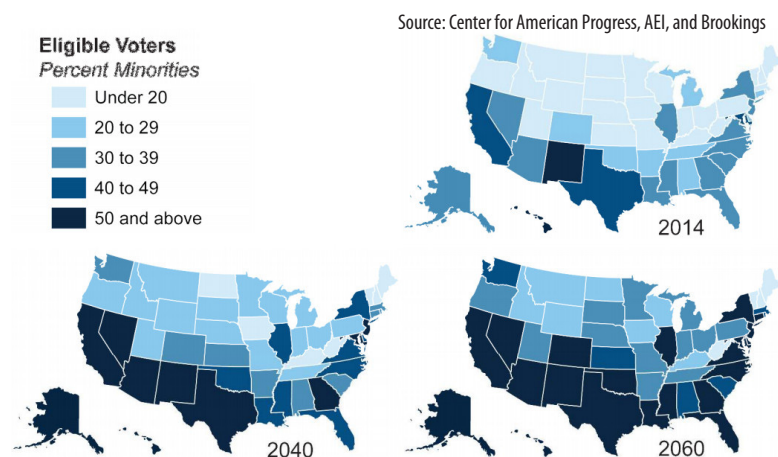 Source: Center for American Progress, AEI, and Brookings
Eligible Voters
Percent Minorities
Under 20
20 to 29
30 to 39
40 to 49
50 and above
2014
2040
2060